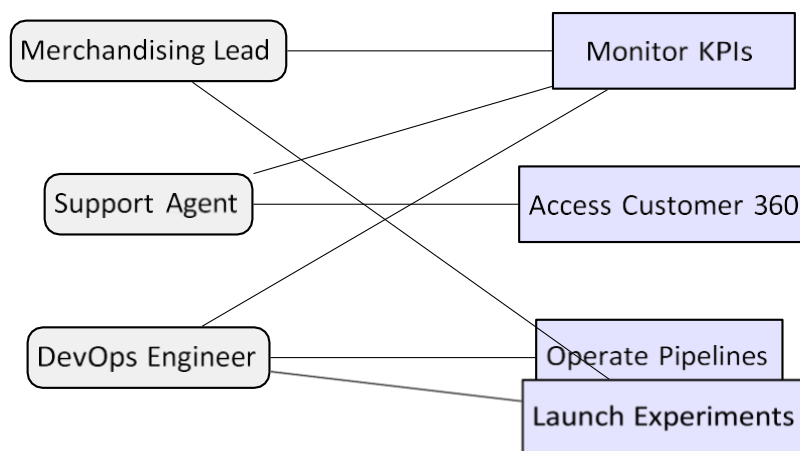 Merchandising Lead
Monitor KPIs
Support Agent
Access Customer 360
DevOps Engineer
Operate Pipelines
Launch Experiments